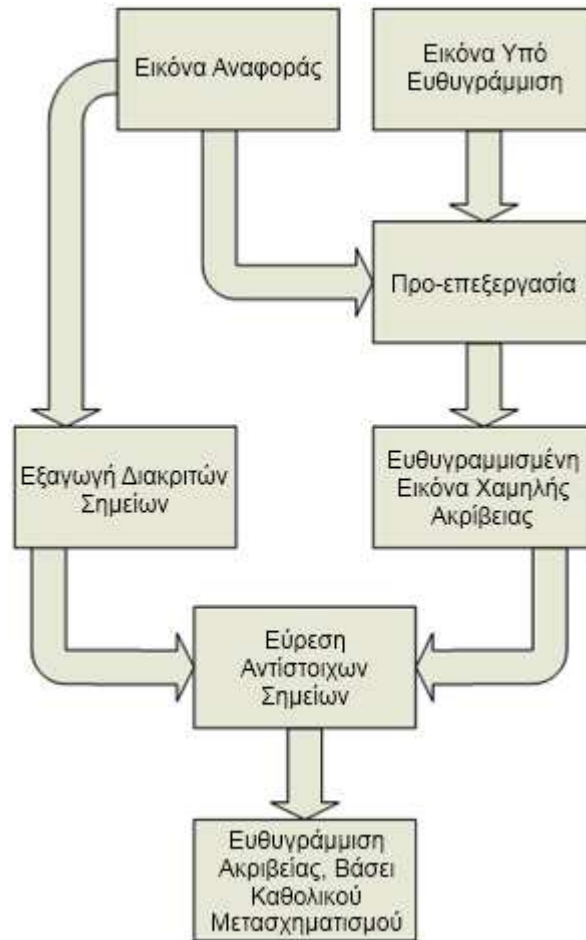 Εικόνα Αναφοράς
Εικόνα Υπό
Ευθυγράμμιση
Προ-επεξεργασία
Εξαγωγή Διακριτών
Σημείων
Ευθυγραμμισμένη
Εικόνα Χαμηλής
Ακρίβειας
Εύρεση
Αντίστοιχων
Σημείων
Ευθυγράμμιση
Ακριβείας, Βάσει
Καθολικού
Μετασχηματισμού